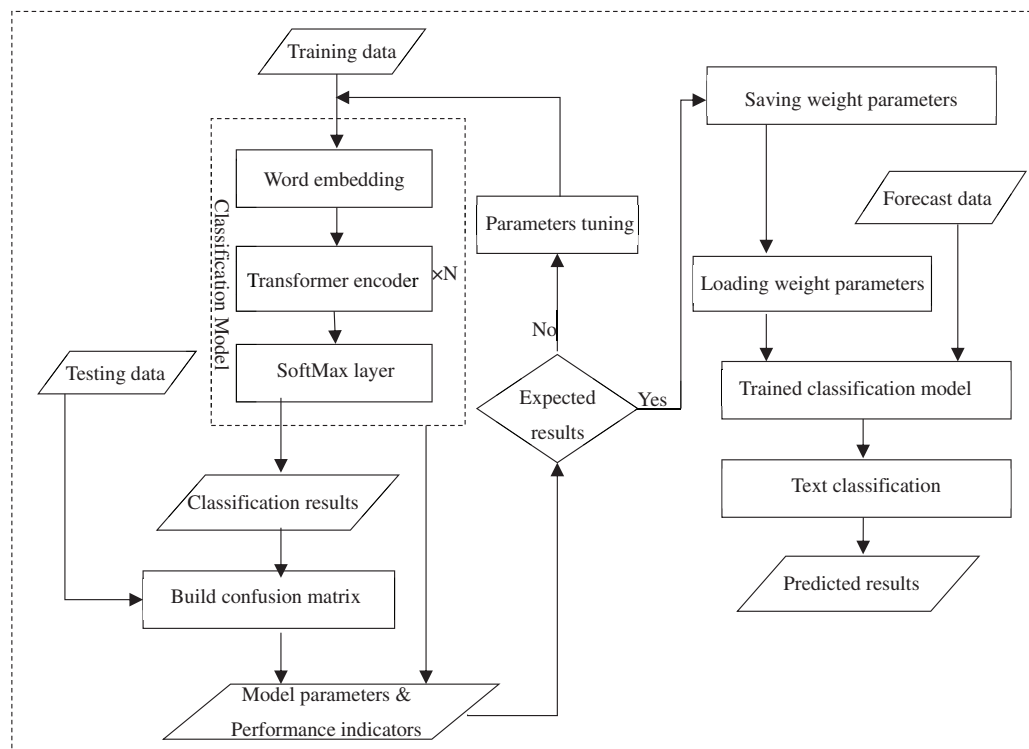 Training data
Word embedding
Transformer encoder
×N
SoftMax layer
Classification Model
Testing data
Classification results
Build confusion matrix
Model parameters &
Performance indicators
Parameters tuning
No
Expected
results
Yes
Saving weight parameters
Forecast data
Loading weight parameters
Trained classification model
Text classification
Predicted results